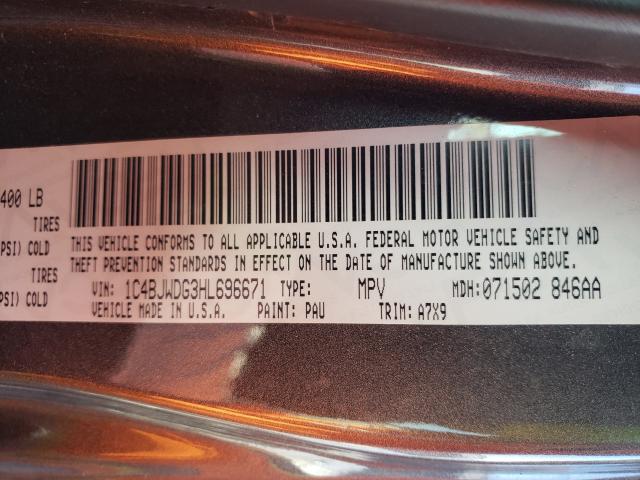 400 LB
TIRES
PSI) COLD
TIRES
PSI) COLD
THIS VEHICLE CONFORMS TO ALL APPLICABLE U.S.A. FEDERAL MOTOR VEHICLE SAFETY AND
THEFT PREVENTION STANDARDS IN EFFECT ON THE DATE OF MANUFACTURE SHOWN ABOVE.
VIN: 1C4BJWDG3HL696671 TYPE: MPV MDH:071502 846AA
VEHICLE MADE IN U.S.A. PAINT: PAU TRIM: A7X9